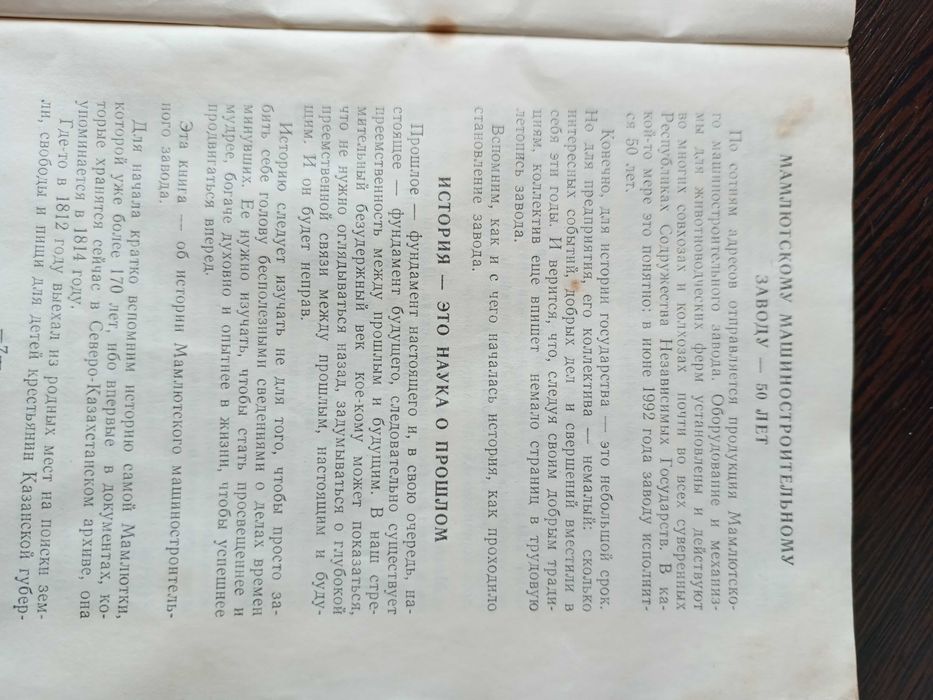 МАМЛЮТСКОМУ МАШИНОСТРОИТЕЛЬНОМУ
ЗАВОДУ — 50 ЛЕТ
По сотням адресов отправляется продукция Мамлютско-
го машиностроительного завода. Оборудование и механиз-
мы для животноводческих ферм установлены и действуют
во многих совхозах и колхозах почти во всех суверенных
Республиках Содружества Независимых Государств. В ка-
кой-то мере это понятно: в июне 1992 года заводу исполнит-
ся 50 лет.
Конечно, для истории государства — это небольшой срок.
Но для предприятия, его коллектива — немалый: сколько
интересных событий, добрых дел и свершений вместили в
себя эти годы. И верится, что, следуя своим добрым тради-
циям, коллектив еще впишет немало страниц в трудовую
летопись завода.
Вспомним, как и с чего началась история, как проходило
становление завода.
ИСТОРИЯ — ЭТО НАУКА О ПРОШЛОМ
Прошлое — фундамент настоящего и, в свою очередь, на-
стоящее — фундамент будущего, следовательно существует
преемственность между прошлым и будущим. В наш стре-
мительный безудержный век кое-кому может показаться,
что не нужно оглядываться назад, задумываться о глубокой
преемственной связи между прошлым, настоящим и буду-
щим. И он будет неправ.
Историю следует изучать не для того, чтобы просто за-
бить себе голову бесполезными сведениями о делах времен
минувших. Ее нужно изучать, чтобы стать просвещеннее и
мудрее, богаче духовно и опытнее в жизни, чтобы успешнее
продвигаться вперед.
Эта книга — об истории Мамлютского машиностроитель-
ного завода.
Для начала кратко вспомним историю самой Мамлютки,
которой уже более 170 лет, ибо впервые в документах, ко-
торые хранятся сейчас в Северо-Казахстанском архиве, она
упоминается в 1814 году.
Где-то в 1812 году выехал из родных мест на поиски зем-
ли, свободы и пищи для детей крестьянин Казанской губер-
—7—